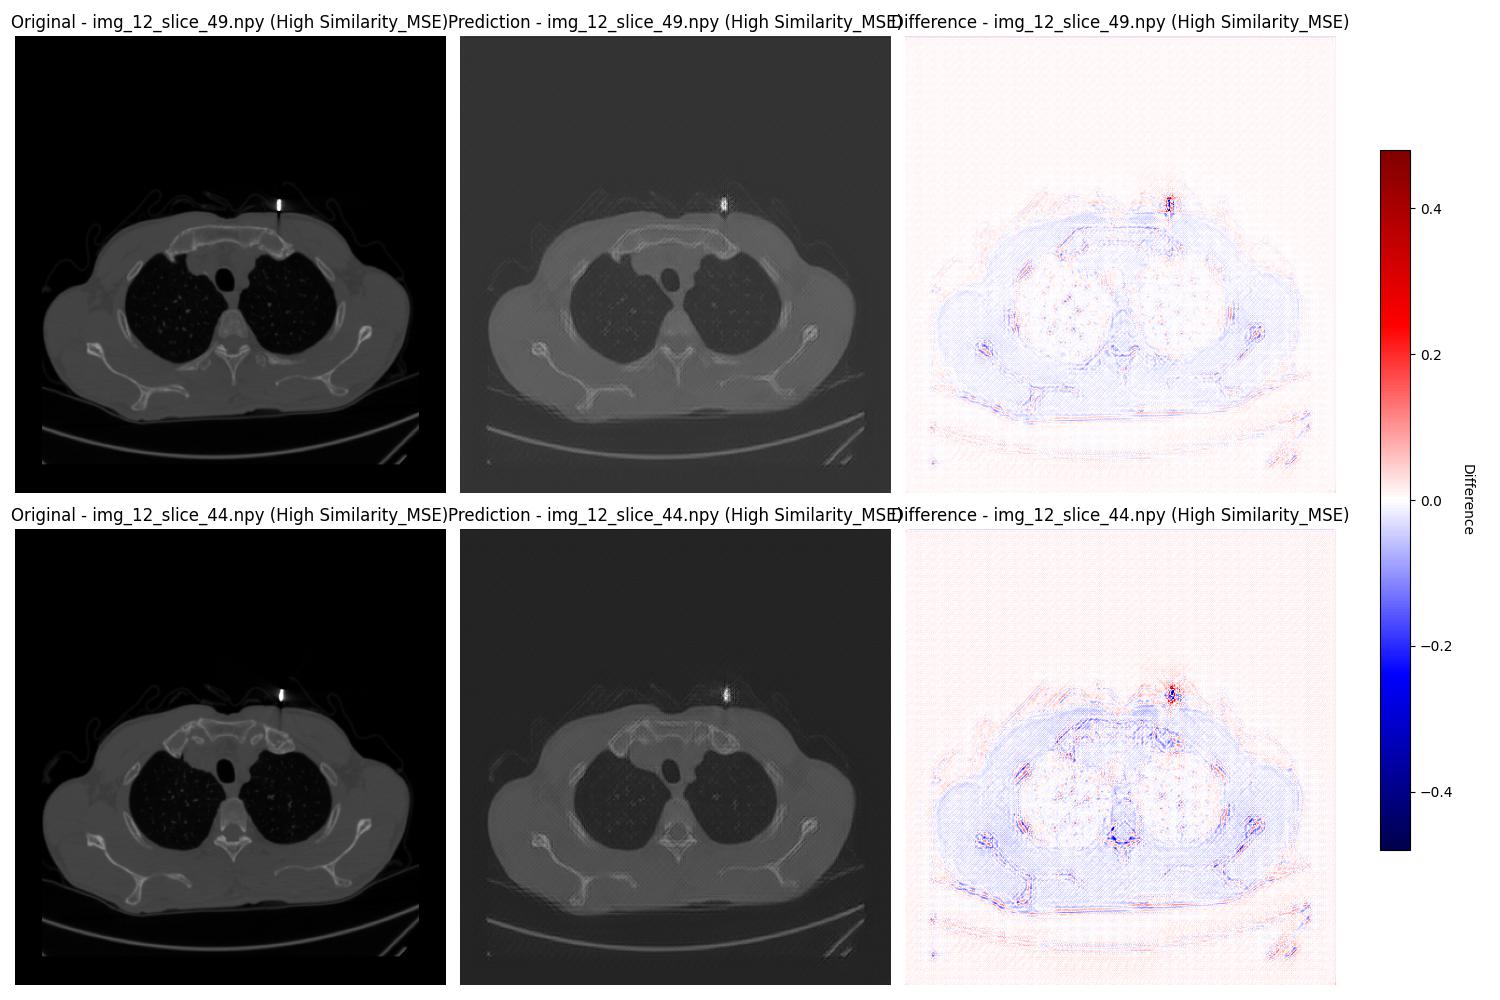 Original - img_12_slice_49.npy (High Similarity_MSE)
Prediction - img_12_slice_49.npy (High Similarity_MSE)
Difference - img_12_slice_49.npy (High Similarity_MSE)
Original - img_12_slice_44.npy (High Similarity_MSE)
Prediction - img_12_slice_44.npy (High Similarity_MSE)
Difference - img_12_slice_44.npy (High Similarity_MSE)
0.4
0.2
0.0
−0.2
−0.4
Difference